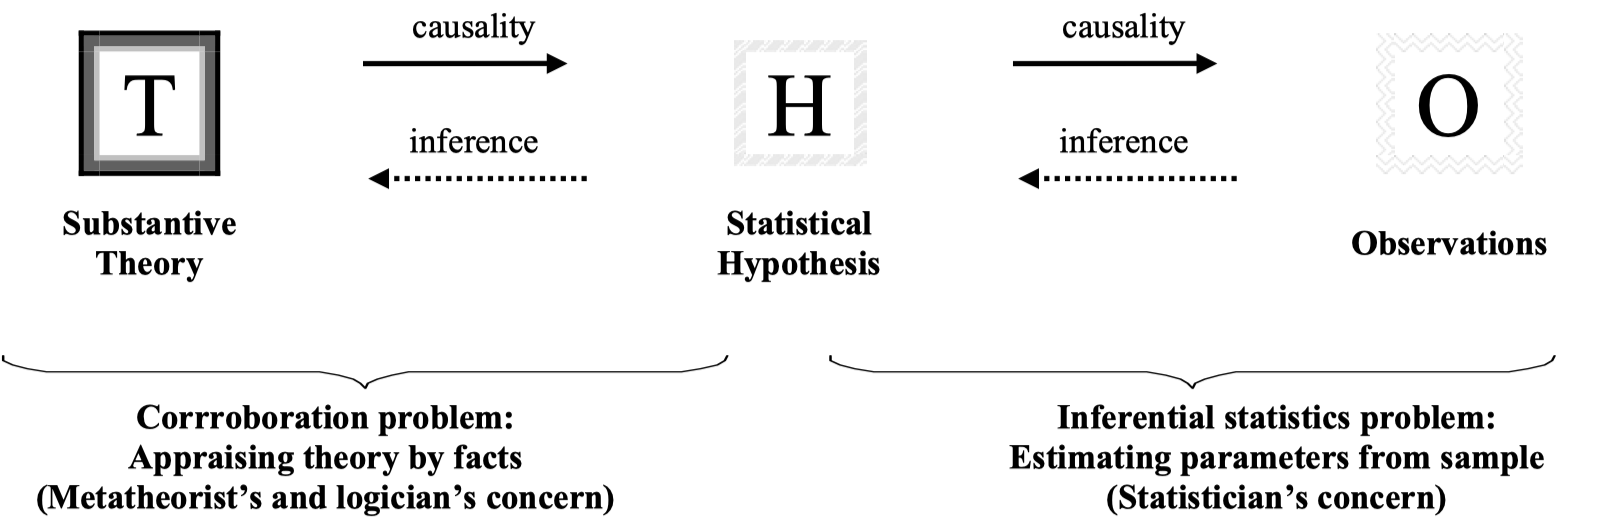 causality
causality
T
H
O
inference
inference
Substantive
Theory
Statistical
Hypothesis
Observations
Corrroboration problem:
Appraising theory by facts
(Metatheorist’s and logician’s concern)
Inferential statistics problem:
Estimating parameters from sample
(Statistician’s concern)